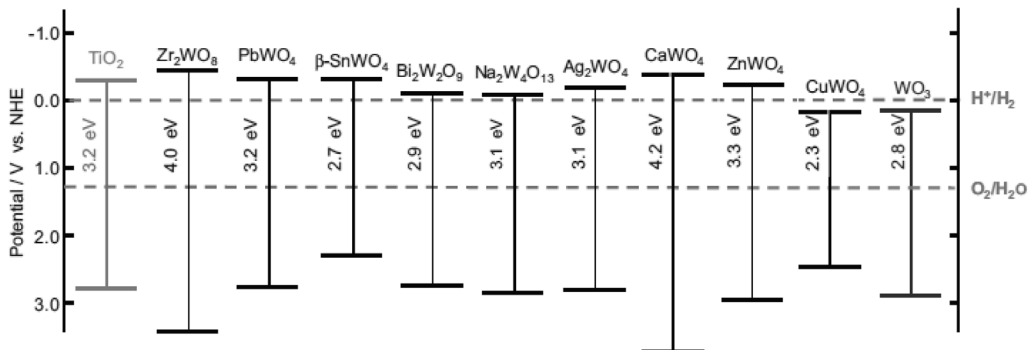 Potential / V vs. NHE
-1.0
0.0
1.0
2.0
3.0
TiO₂
Zr₂WO₈
PbWO₄
β-SnWO₄
Bi₂W₂O₉
Na₂W₄O₁₃
Ag₂WO₄
CaWO₄
ZnWO₄
CuWO₄
WO₃
3.2 eV
4.0 eV
3.2 eV
2.7 eV
2.9 eV
3.1 eV
3.1 eV
4.2 eV
3.3 eV
2.3 eV
2.8 eV
H⁺/H₂
O₂/H₂O